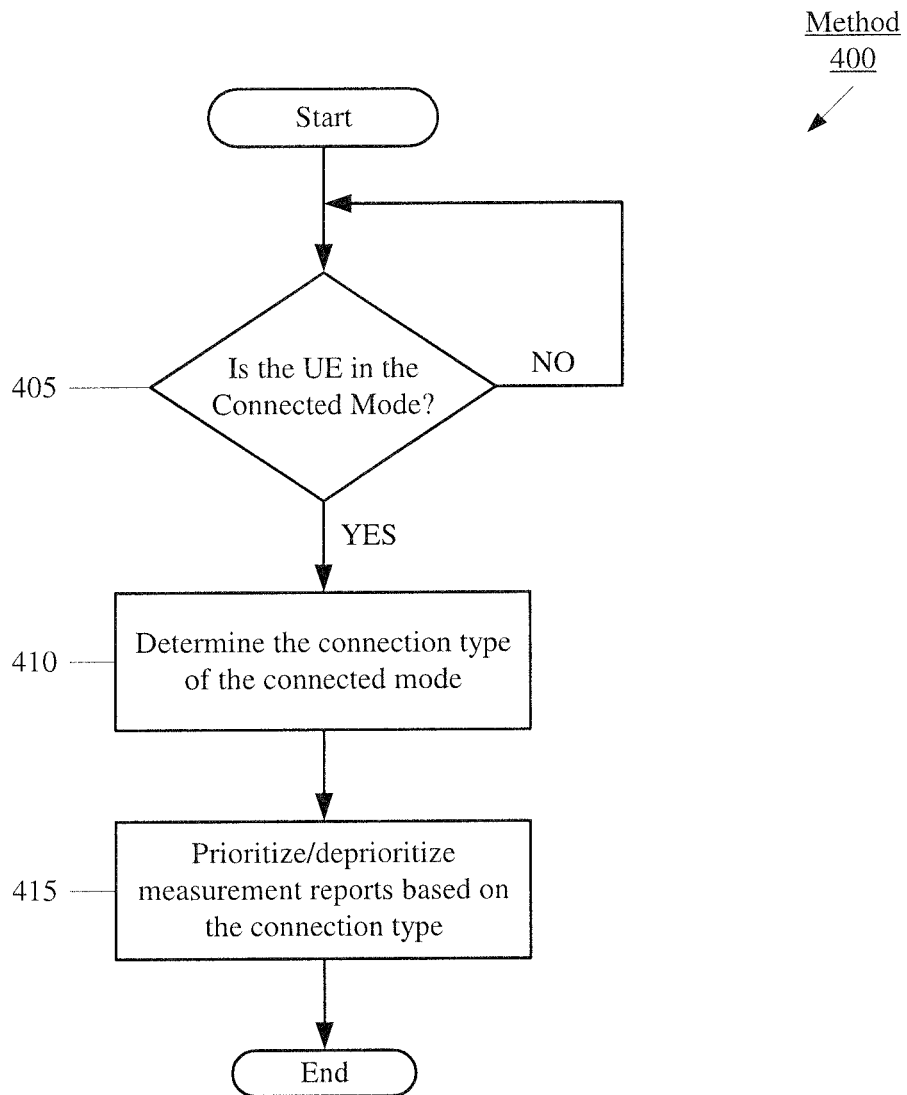 Method
400
Start
Is the UE in the
Connected Mode?
NO
405
YES
Determine the connection type
of the connected mode
410
Prioritize/deprioritize
measurement reports based on
the connection type
415
End